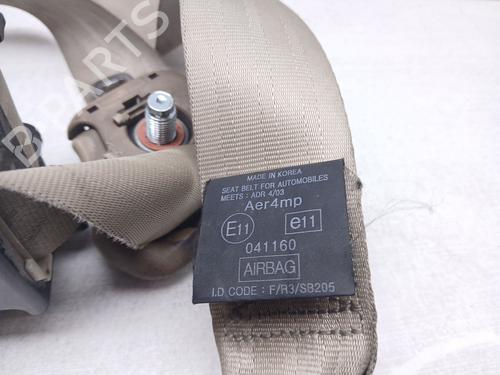 B PARTS
MADE IN KOREA
SEAT BELT FOR AUTOMOBILES
MEETS : ADR 4/03
Aer4mp
E11 e11
041160
AIRBAG
I.D CODE : F/R3/SB205